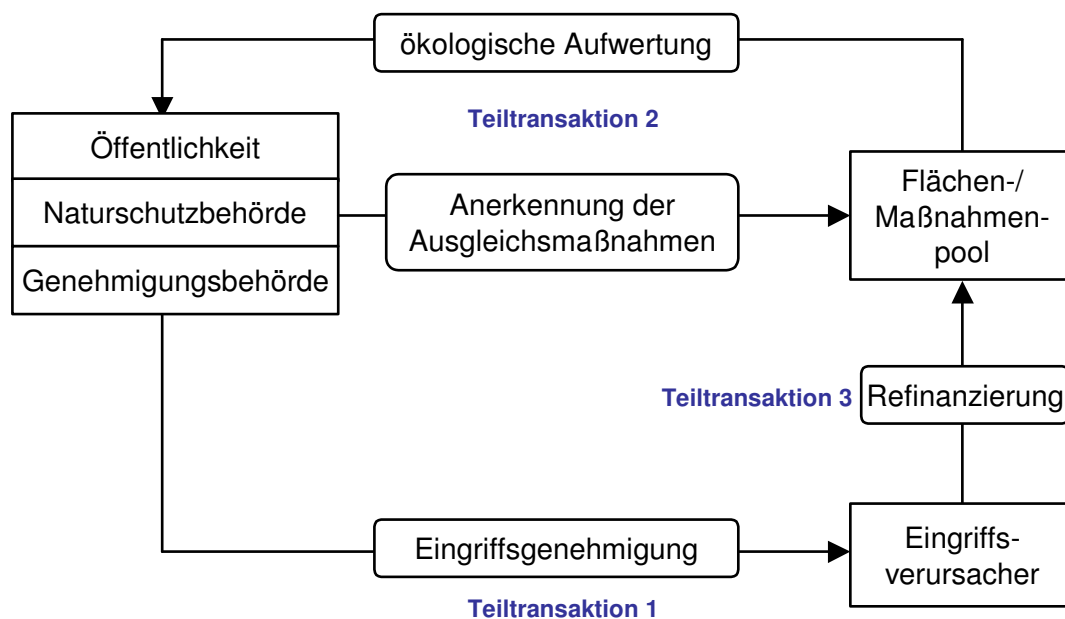 ökologische Aufwertung
Teiltransaktion 2
Öffentlichkeit
Naturschutzbehörde
Genehmigungsbehörde
Anerkennung der
Ausgleichsmaßnahmen
Flächen-/
Maßnahmen-
pool
Teiltransaktion 3
Refinanzierung
Eingriffsgenehmigung
Eingriffs-
verursacher
Teiltransaktion 1